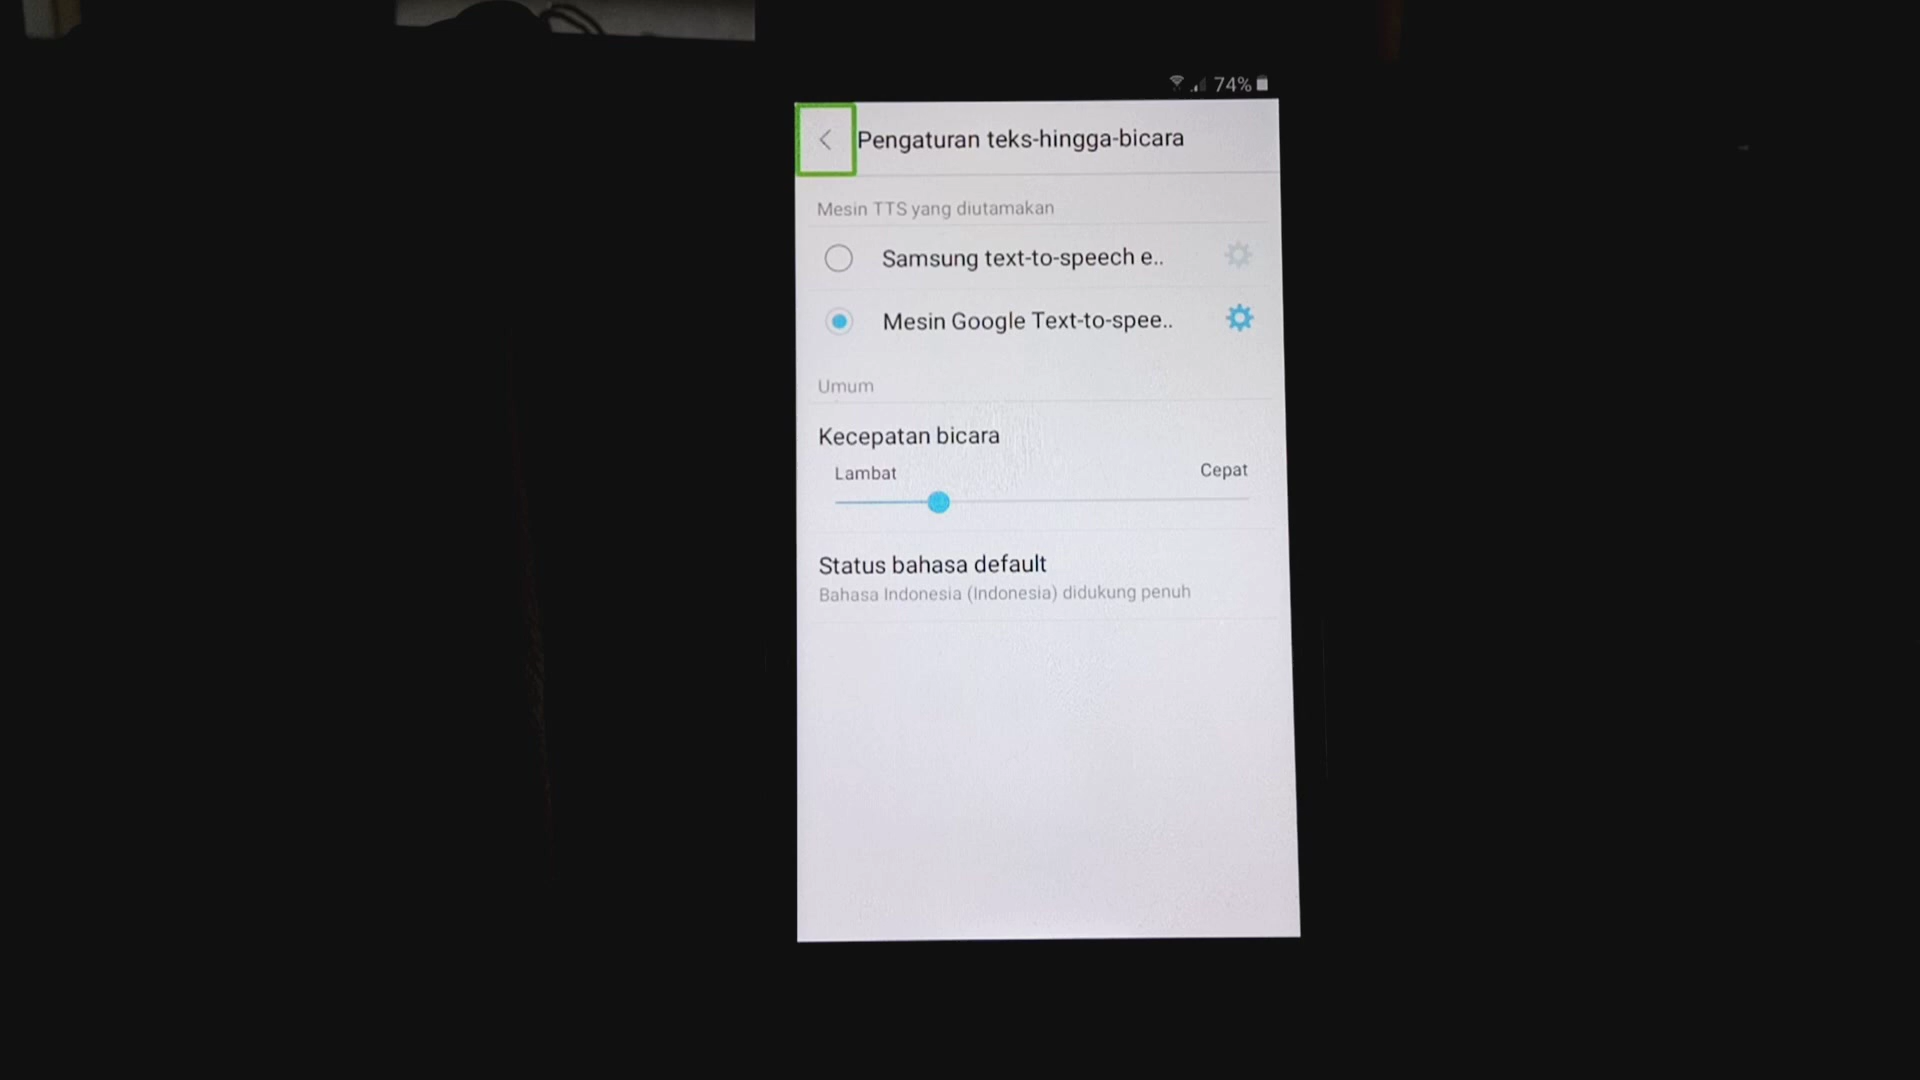 74%
Pengaturan teks-hingga-bicara
Mesin TTS yang diutamakan
Samsung text-to-speech e..
Mesin Google Text-to-spee..
Umum
Kecepatan bicara
Lambat Cepat
Status bahasa default
Bahasa Indonesia (Indonesia) didukung penuh